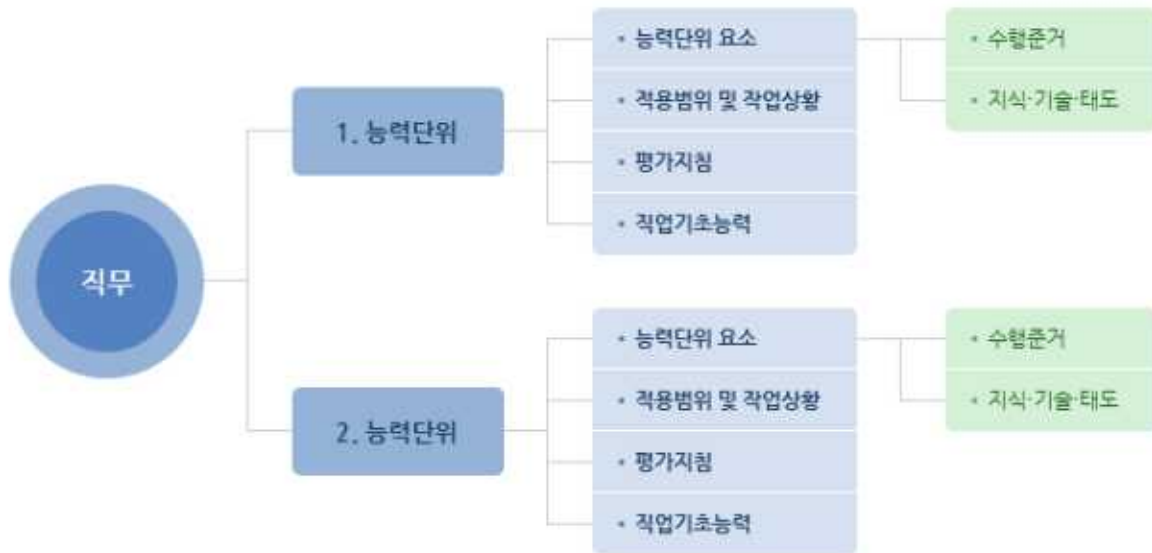 직무
1. 능력단위
• 능력단위 요소
• 적용범위 및 작업상황
• 평가지침
• 직업기초능력
• 수행준거
• 지식·기술·태도
2. 능력단위
• 능력단위 요소
• 적용범위 및 작업상황
• 평가지침
• 직업기초능력
• 수행준거
• 지식·기술·태도